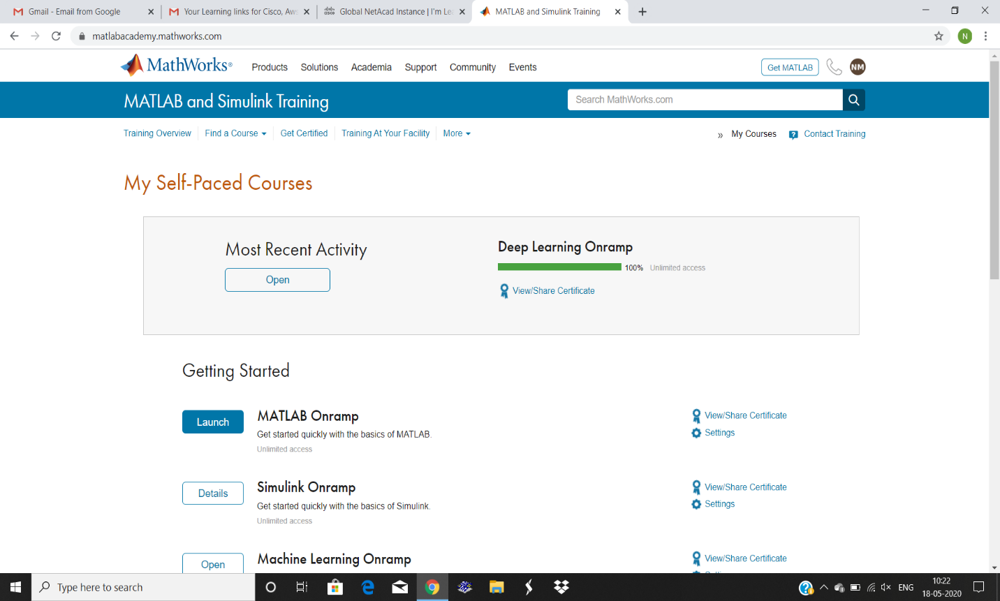 Gmail - Email from Google
Your Learning links for Cisco, Aws
Global NetAcad Instance | I'm Lea
MATLAB and Simulink Training
matlabacademy.mathworks.com
N
MathWorks®
Products Solutions Academia Support Community Events
Get MATLAB
NM
MATLAB and Simulink Training
Search MathWorks.com
Training Overview Find a Course Get Certified Training At Your Facility More
» My Courses ? Contact Training
My Self-Paced Courses
Most Recent Activity
Open
Deep Learning Onramp
100% Unlimited access
View/Share Certificate
Getting Started
Launch
MATLAB Onramp
Get started quickly with the basics of MATLAB.
Unlimited access
View/Share Certificate
Settings
Details
Simulink Onramp
Get started quickly with the basics of Simulink.
Unlimited access
View/Share Certificate
Settings
Open
Machine Learning Onramp
View/Share Certificate
Type here to search
ENG
10:22
18-05-2020